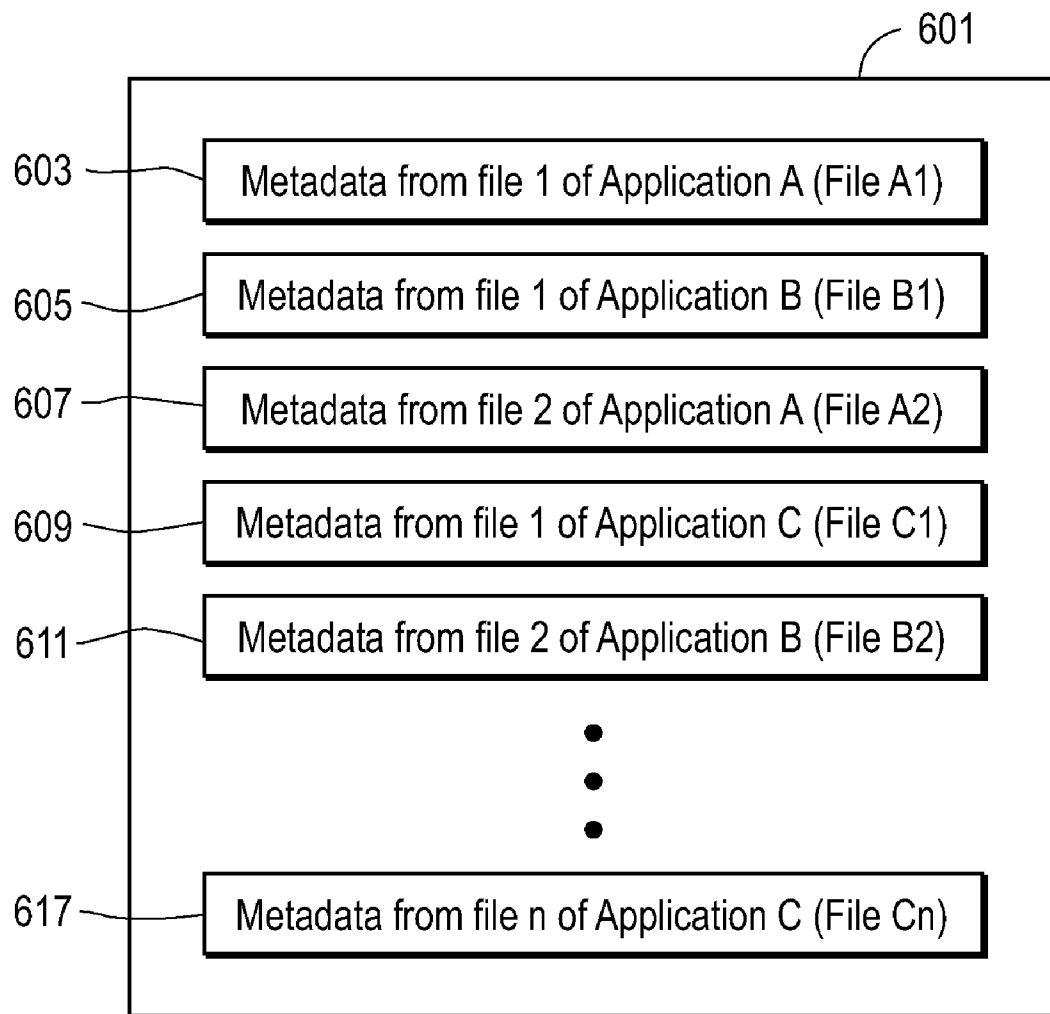 601
603 Metadata from file 1 of Application A (File A1)
605 Metadata from file 1 of Application B (File B1)
607 Metadata from file 2 of Application A (File A2)
609 Metadata from file 1 of Application C (File C1)
611 Metadata from file 2 of Application B (File B2)
617 Metadata from file n of Application C (File Cn)